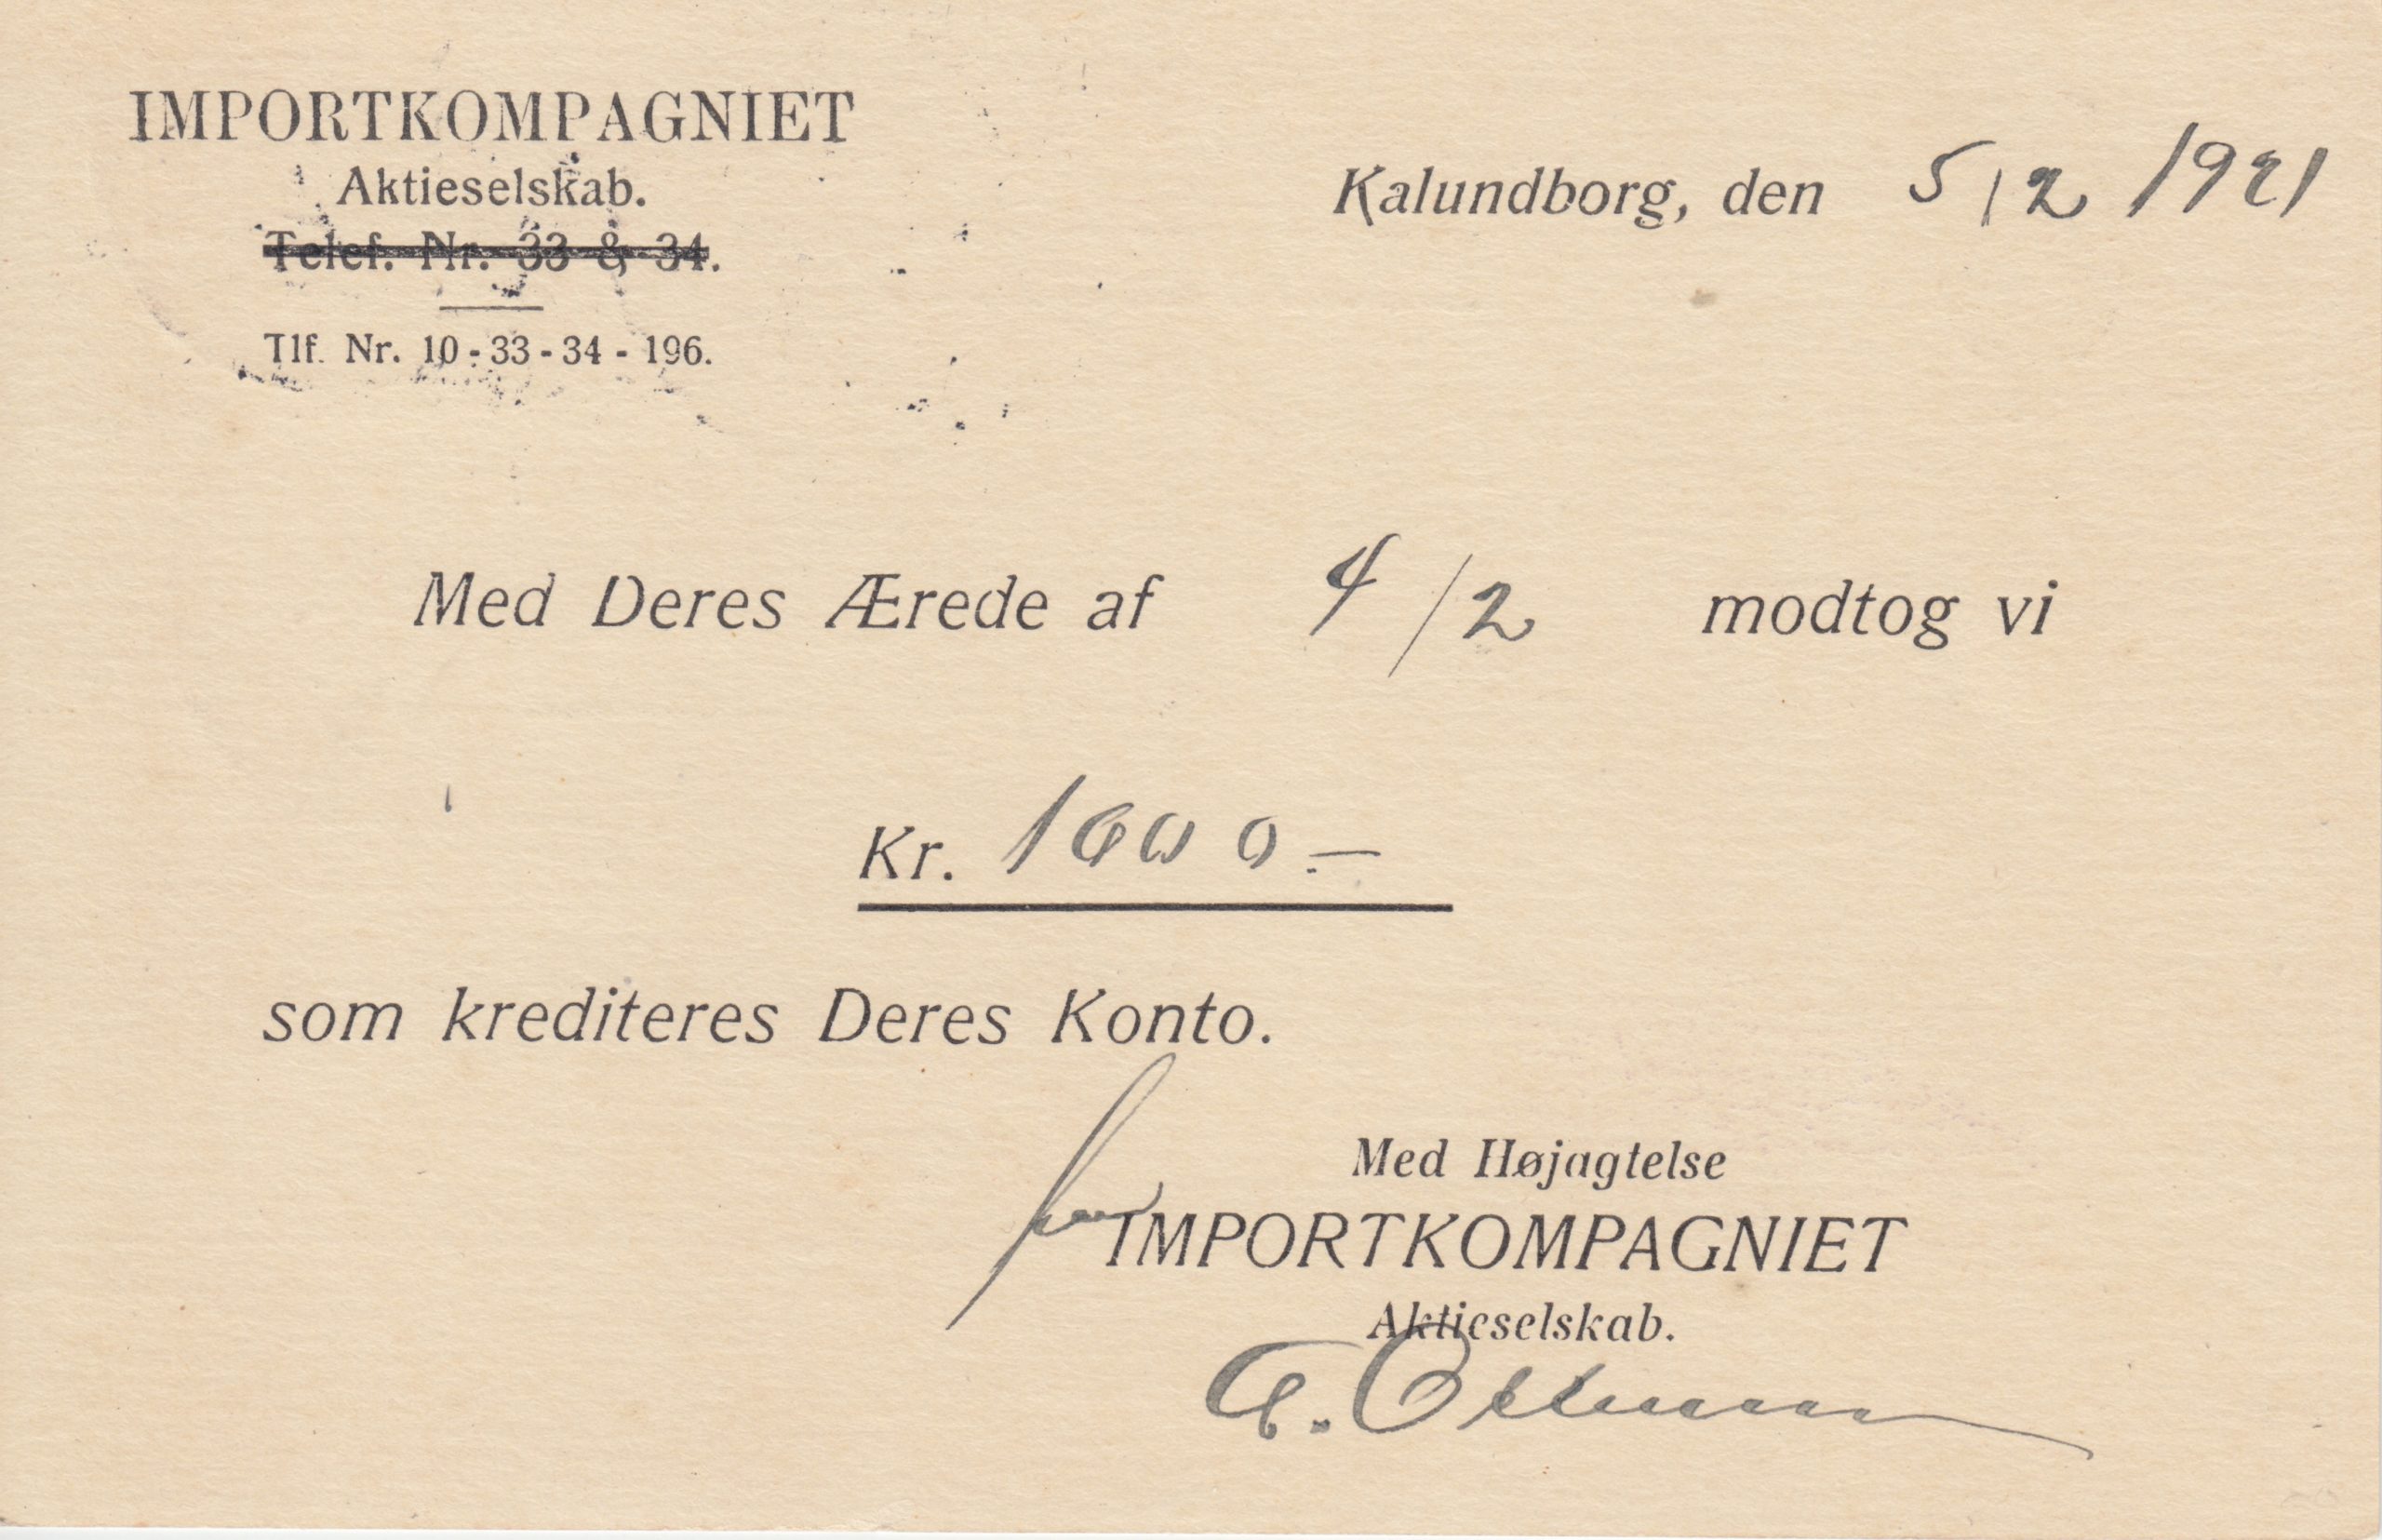 IMPORTKOMPAGNIET
Aktieselskab.
Telef. Nr. 33 & 34.
Tlf. Nr. 10 - 33 - 34 - 196.
Kalundborg, den 5/2 1921
Med Deres Ærede af 4/2 modtog vi
Kr. 1000.—
som krediteres Deres Konto.
Med Højagtelse
IMPORTKOMPAGNIET
Aktieselskab.